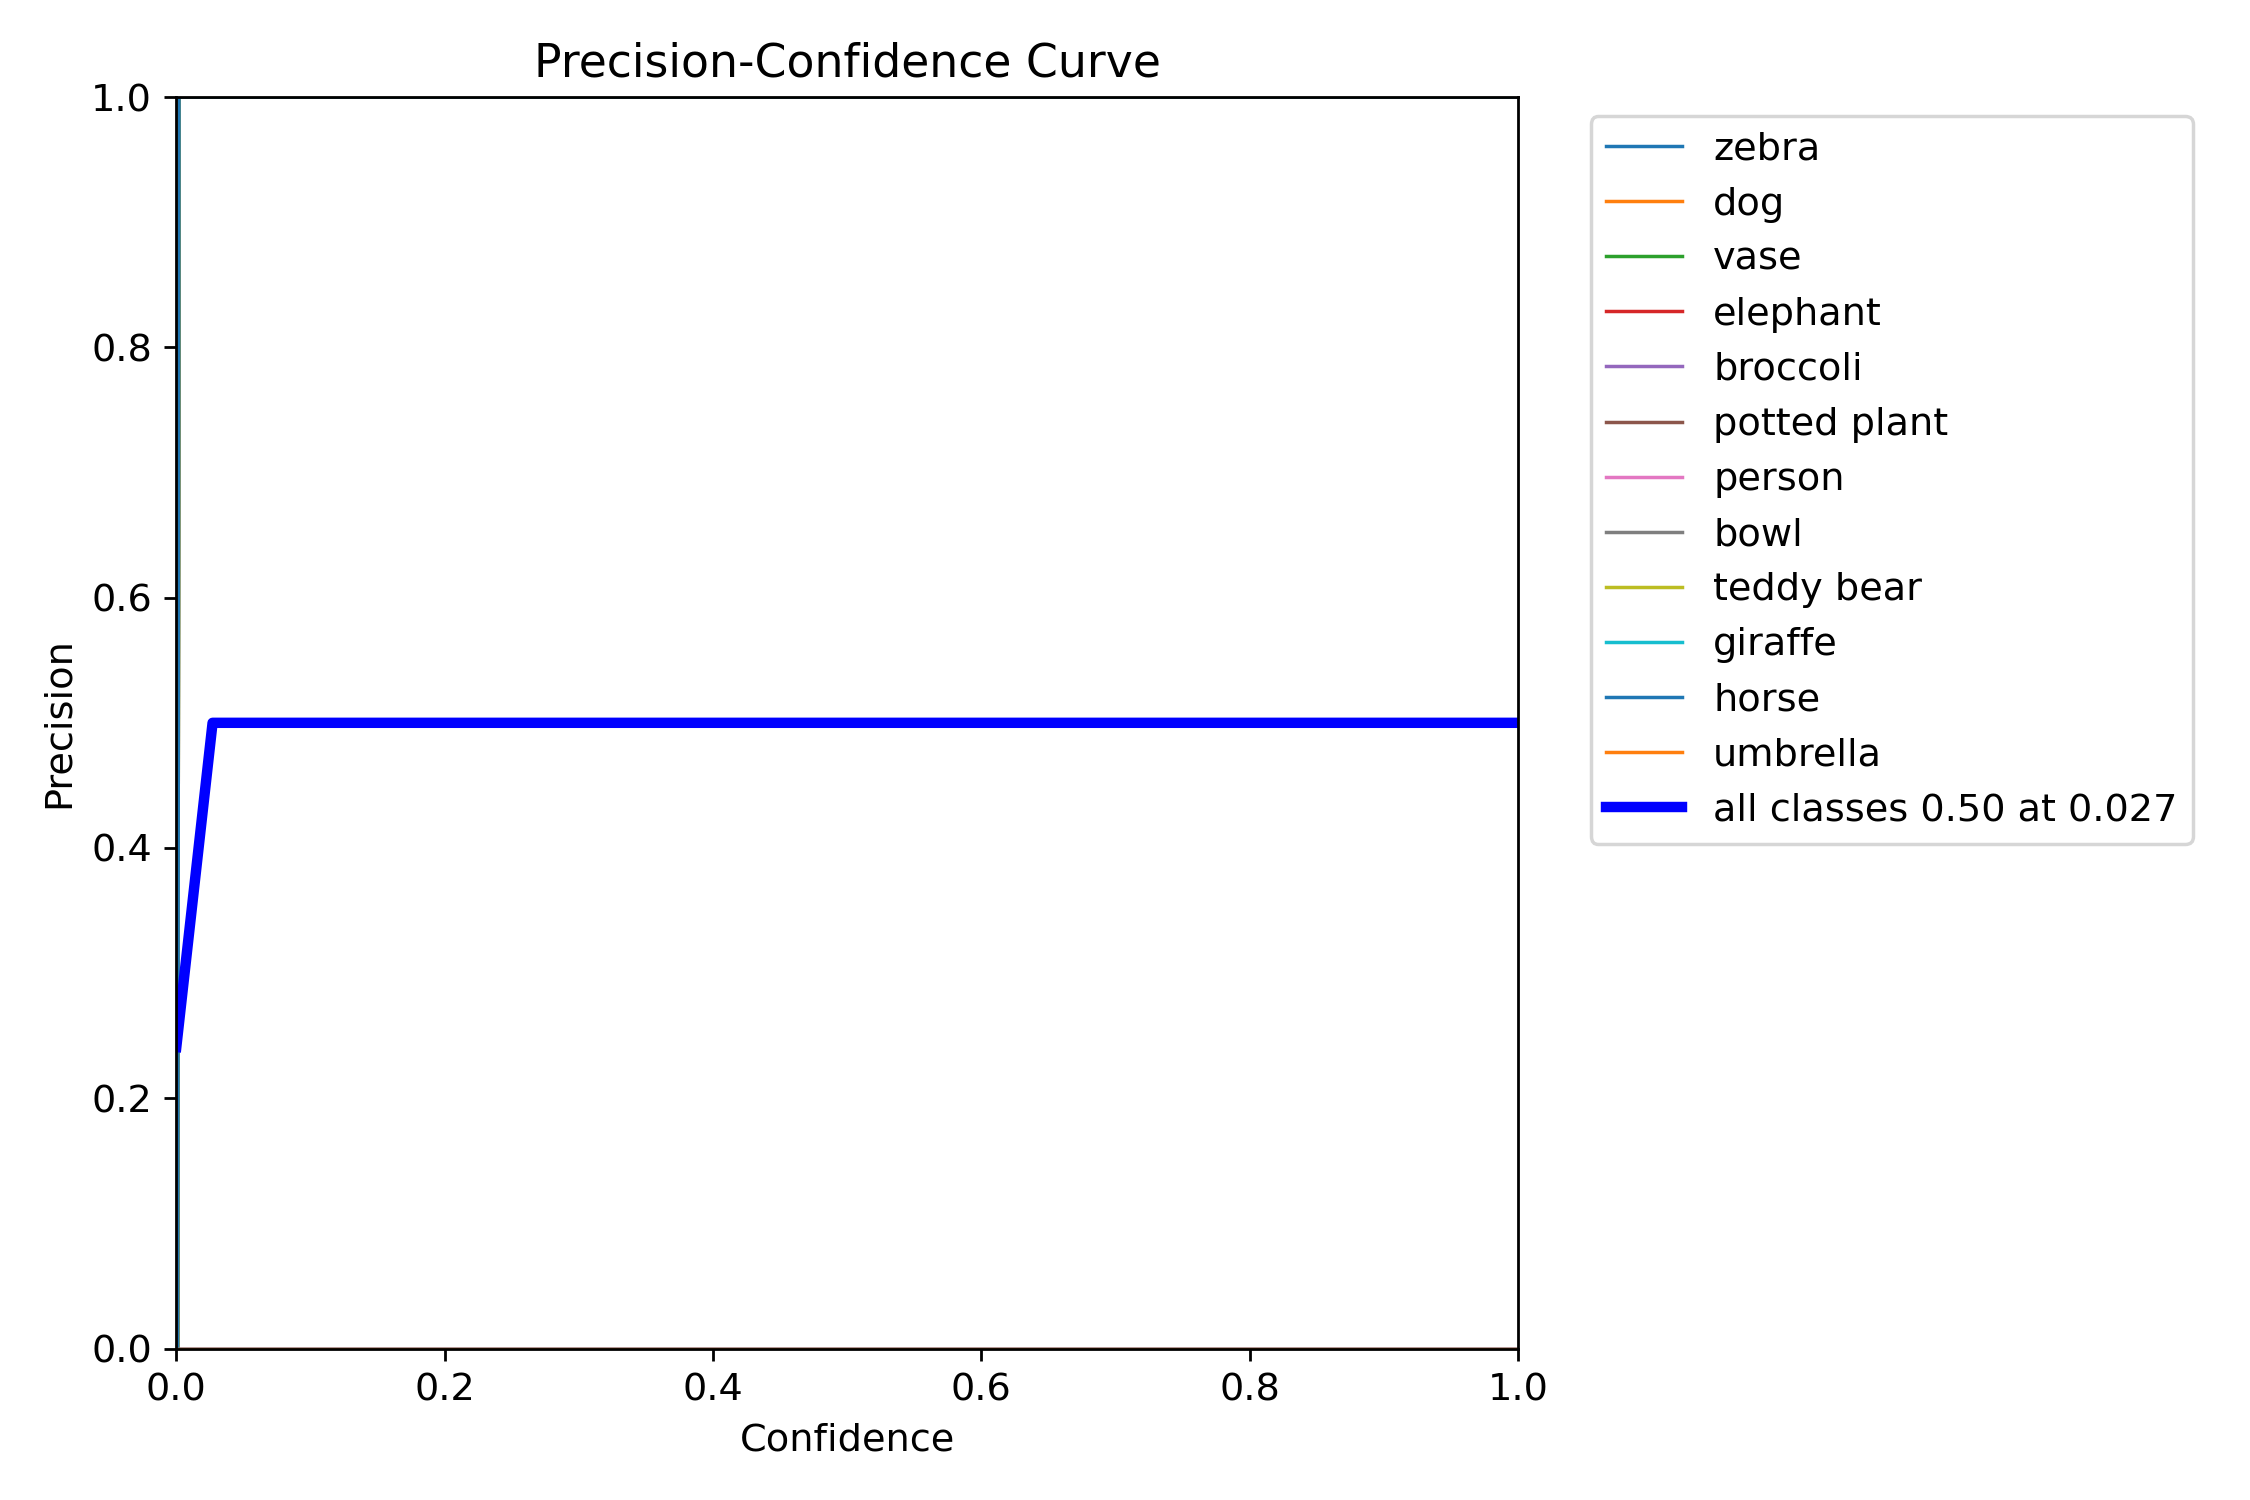 Precision-Confidence Curve
1.0
0.8
0.6
0.4
0.2
0.0
Precision
0.0 0.2 0.4 0.6 0.8 1.0
Confidence
zebra
dog
vase
elephant
broccoli
potted plant
person
bowl
teddy bear
giraffe
horse
umbrella
all classes 0.50 at 0.027